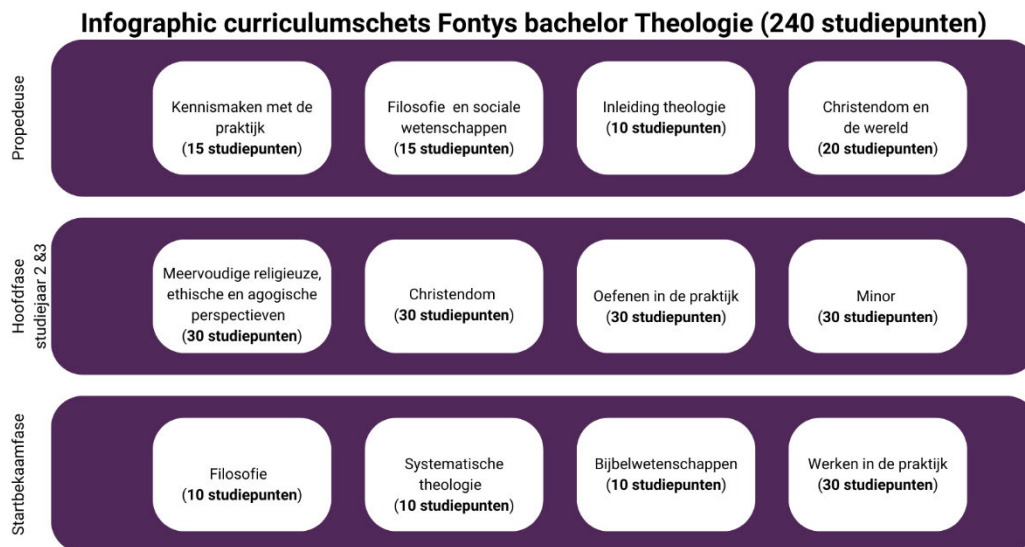 Infographic curriculumschets Fontys bachelor Theologie (240 studiepunten)
Propedeuse
Kennismaken met de
praktijk
(15 studiepunten)
Filosofie en sociale
wetenschappen
(15 studiepunten)
Inleiding theologie
(10 studiepunten)
Christendom en
de wereld
(20 studiepunten)
Hoofdfase
studiejaar 2 &3
Meervoudige religieuze,
ethische en agogische
perspectieven
(30 studiepunten)
Christendom
(30 studiepunten)
Oefenen in de praktijk
(30 studiepunten)
Minor
(30 studiepunten)
Startbekaamfase
Filosofie
(10 studiepunten)
Systematische
theologie
(10 studiepunten)
Bijbelwetenschappen
(10 studiepunten)
Werken in de praktijk
(30 studiepunten)